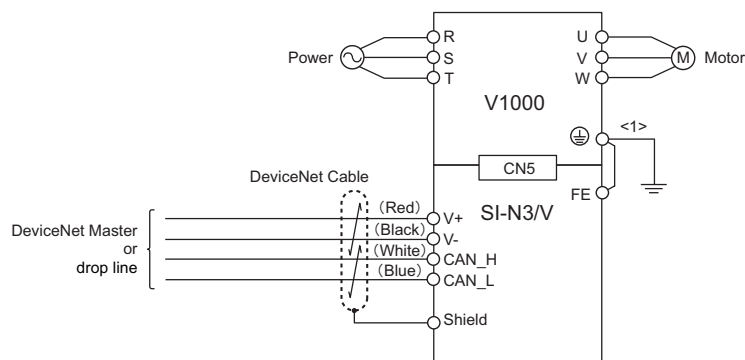 Power
R
S
T
U
V
W
M
Motor
V1000
<1>
CN5
FE
SI-N3/V
DeviceNet Cable
DeviceNet Master
or
drop line
(Red)
(Black)
(White)
(Blue)
V+
V-
CAN_H
CAN_L
Shield